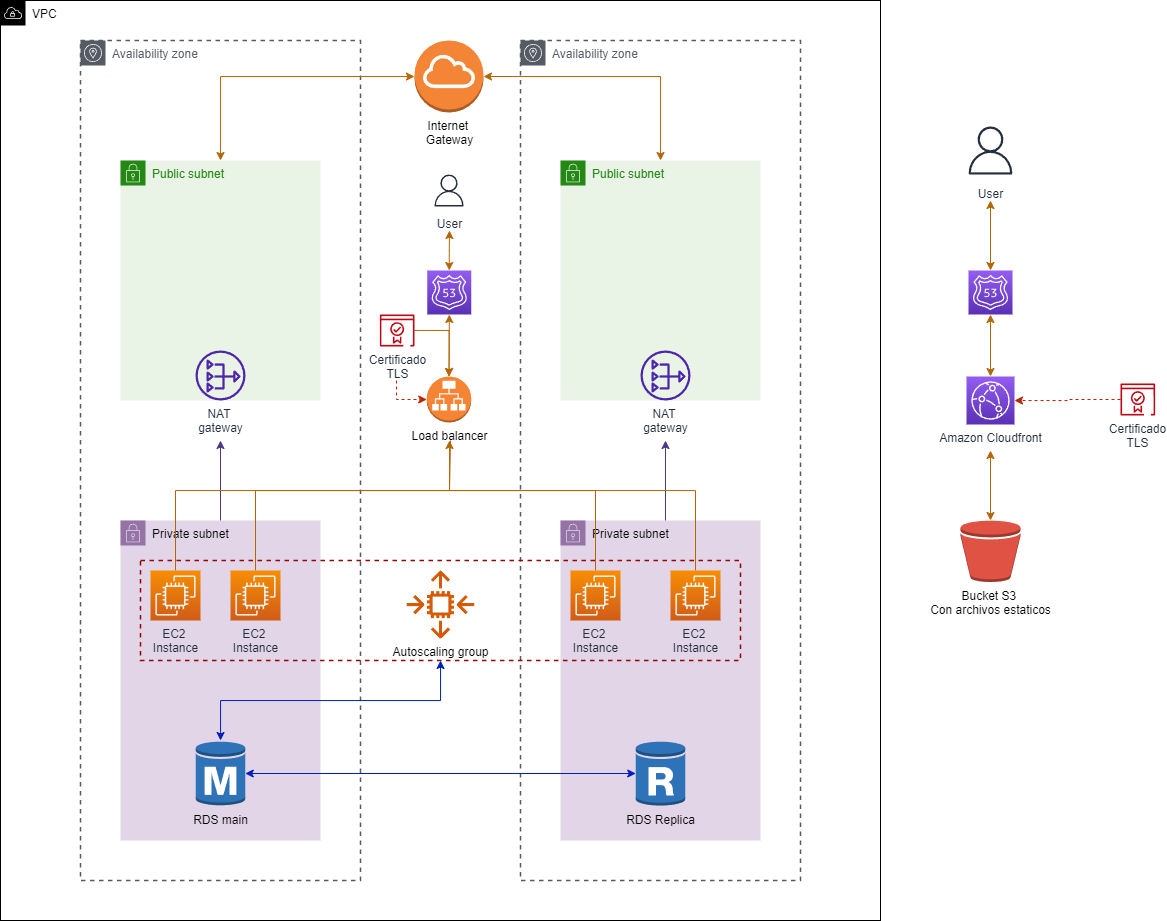 VPC
Availability zone
Availability zone
Internet
Gateway
Public subnet
Public subnet
User
53
Certificado
TLS
Load balancer
NAT
gateway
NAT
gateway
Private subnet
Private subnet
EC2
Instance
EC2
Instance
Autoscaling group
EC2
Instance
EC2
Instance
M
RDS main
R
RDS Replica
User
53
Amazon Cloudfront
Certificado
TLS
Bucket S3
Con archivos estaticos